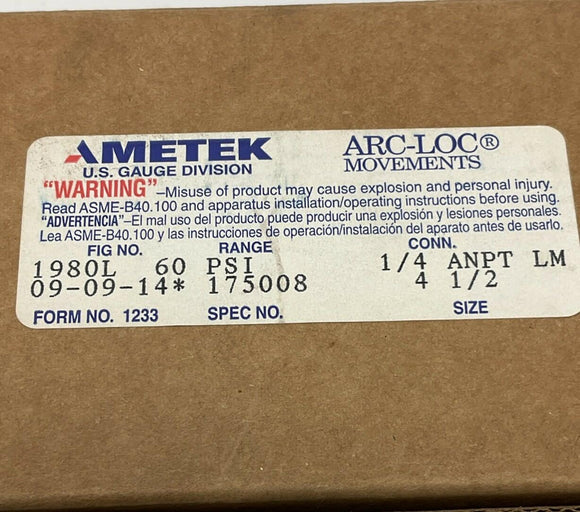 AMETEK ARC-LOC®
U.S. GAUGE DIVISION MOVEMENTS
"WARNING" –Misuse of product may cause explosion and personal injury.
Read ASME-B40.100 and apparatus installation/operating instructions before using.
"ADVERTENCIA"–El mal uso del producto puede producir una explosión y lesiones personales.
Lea ASME-B40.100 y las instrucciones de operación/instalación del aparato antes de usarlo.
FIG NO. RANGE CONN.
1980L 60 PSI 1/4 ANPT LM
09-09-14* 175008 4 1/2
FORM NO. 1233 SPEC NO. SIZE